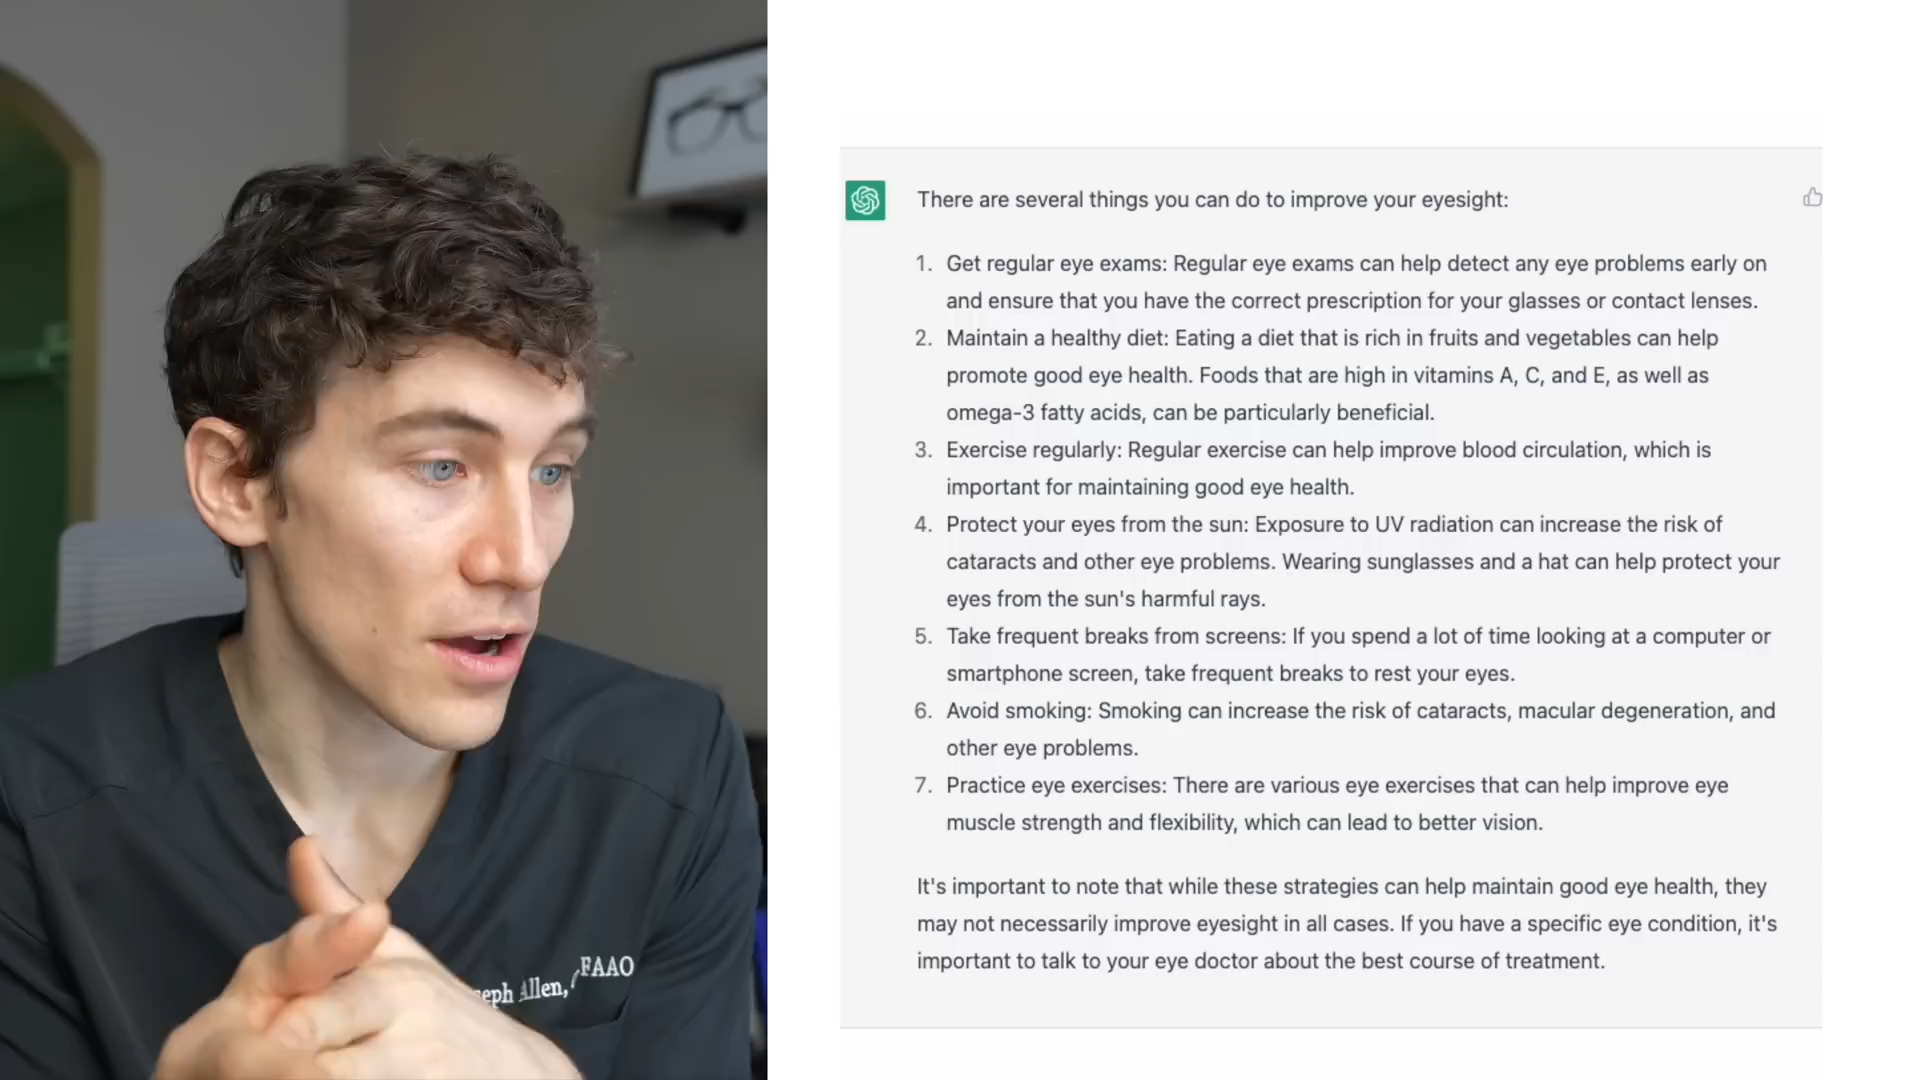 There are several things you can do to improve your eyesight:
1. Get regular eye exams: Regular eye exams can help detect any eye problems early on
and ensure that you have the correct prescription for your glasses or contact lenses.
2. Maintain a healthy diet: Eating a diet that is rich in fruits and vegetables can help
promote good eye health. Foods that are high in vitamins A, C, and E, as well as
omega-3 fatty acids, can be particularly beneficial.
3. Exercise regularly: Regular exercise can help improve blood circulation, which is
important for maintaining good eye health.
4. Protect your eyes from the sun: Exposure to UV radiation can increase the risk of
cataracts and other eye problems. Wearing sunglasses and a hat can help protect your
eyes from the sun's harmful rays.
5. Take frequent breaks from screens: If you spend a lot of time looking at a computer or
smartphone screen, take frequent breaks to rest your eyes.
6. Avoid smoking: Smoking can increase the risk of cataracts, macular degeneration, and
other eye problems.
7. Practice eye exercises: There are various eye exercises that can help improve eye
muscle strength and flexibility, which can lead to better vision.
It's important to note that while these strategies can help maintain good eye health, they
may not necessarily improve eyesight in all cases. If you have a specific eye condition, it's
important to talk to your eye doctor about the best course of treatment.
seph Allen, FAAO